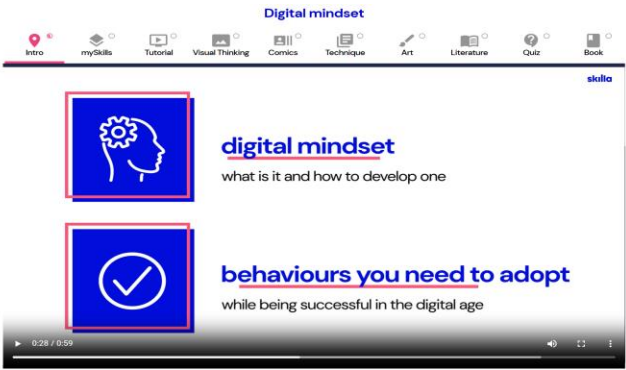 Digital mindset
Intro mySkills Tutorial Visual Thinking Comics Technique Art Literature Quiz Book
skilla
digital mindset
what is it and how to develop one
behaviours you need to adopt
while being successful in the digital age
0:28 / 0:59